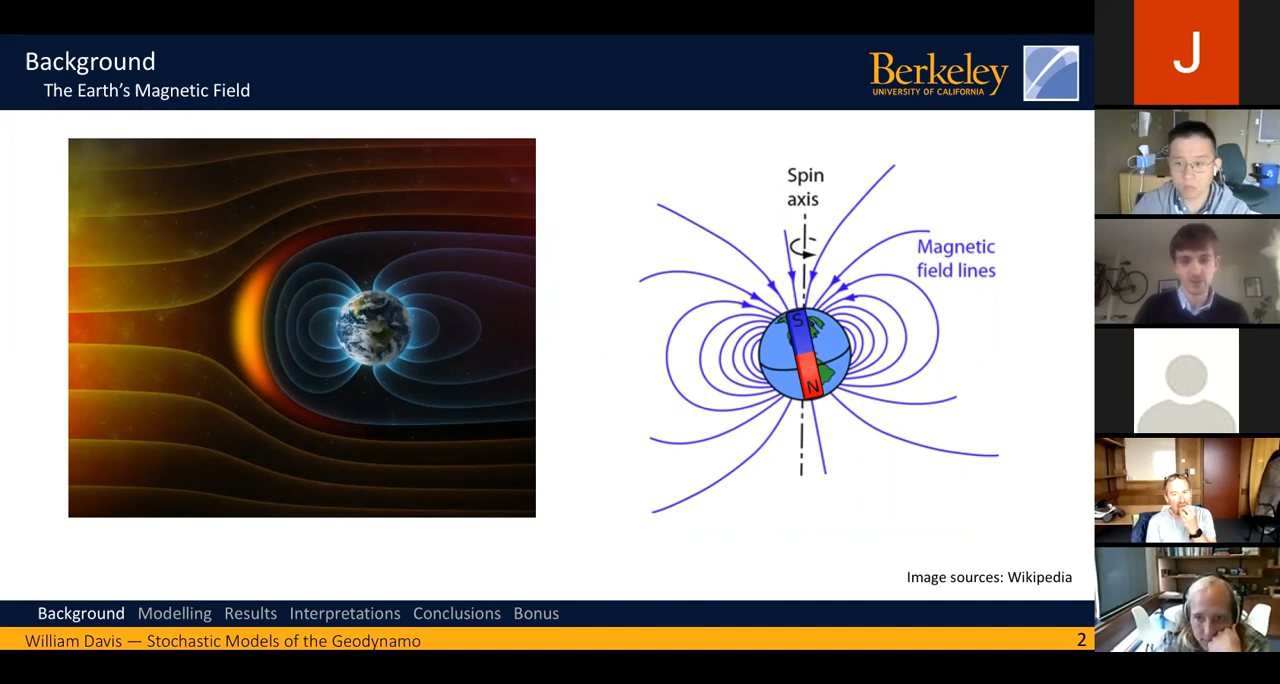 Background
The Earth's Magnetic Field
Berkeley
UNIVERSITY OF CALIFORNIA
J
Spin
axis
Magnetic
field lines
S
N
Image sources: Wikipedia
Background Modelling Results Interpretations Conclusions Bonus
William Davis — Stochastic Models of the Geodynamo
2